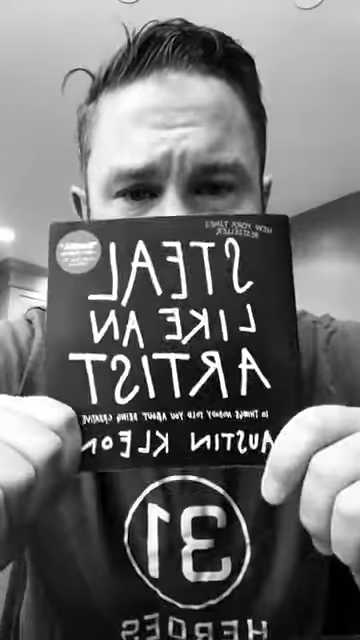 NEW YORK TIMES
BESTSELLER
STEAL
LIKE AN
ARTIST
10 THINGS NOBODY TOLD YOU ABOUT BEING CREATIVE
AUSTIN KLEON
31
HEROES